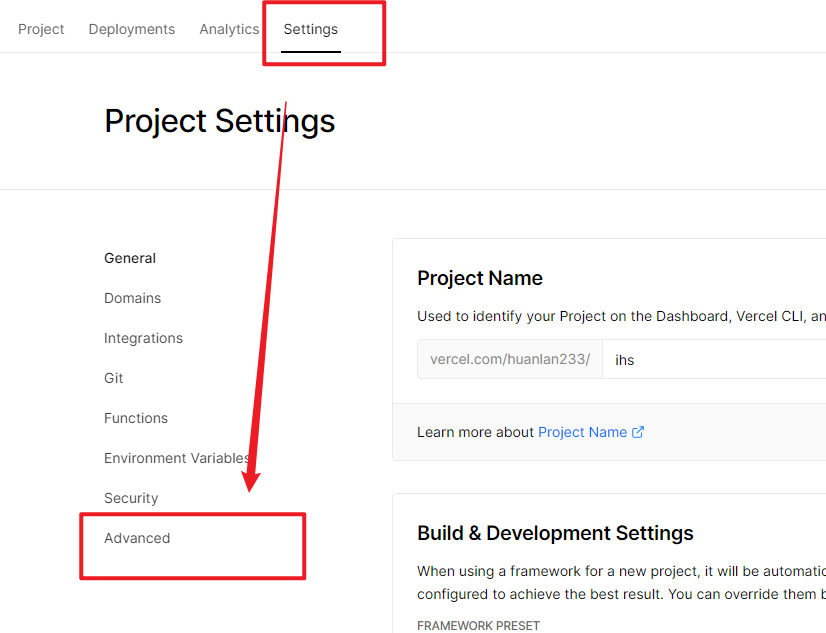 Project Deployments Analytics Settings
Project Settings
General
Domains
Integrations
Git
Functions
Environment Variables
Security
Advanced
Project Name
Used to identify your Project on the Dashboard, Vercel CLI, an
vercel.com/huanlan233/ ihs
Learn more about Project Name
Build & Development Settings
When using a framework for a new project, it will be automatic
configured to achieve the best result. You can override them b
FRAMEWORK PRESET